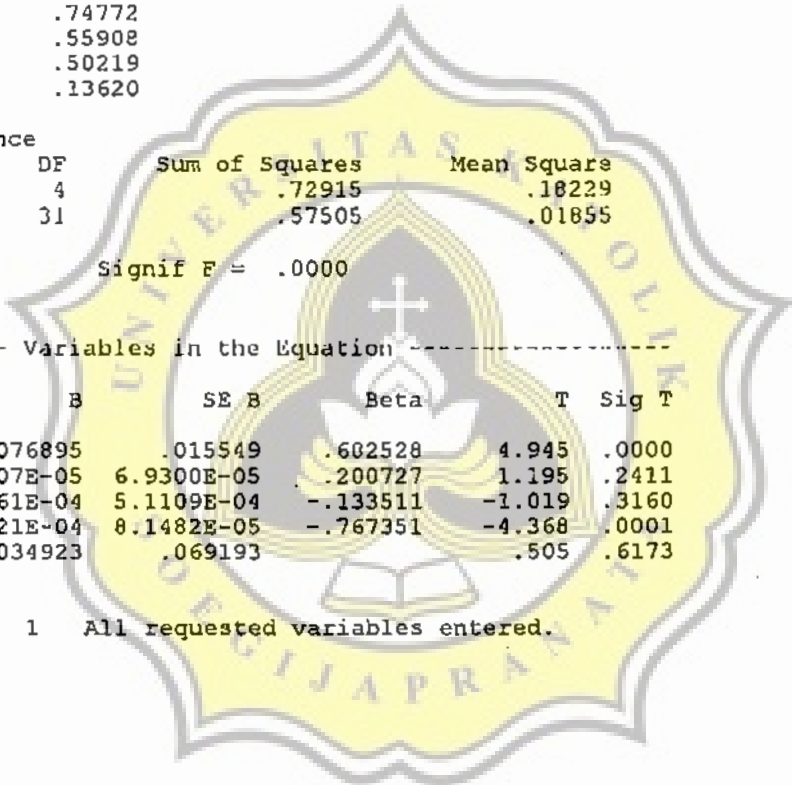 .74772
.55908
.50219
.13620
nce
DF Sum of Squares Mean Square
4 .72915 .18229
31 .57505 .01855
Signif F = .0000
- Variables in the Equation -------------------
B SE B Beta T Sig T
076895 .015549 .602528 4.945 .0000
07E-05 6.9300E-05 .200727 1.195 .2411
61E-04 5.1109E-04 -.133511 -1.019 .3160
21E-04 8.1482E-05 -.767351 -4.368 .0001
034923 .069193 .505 .6173
1 All requested variables entered.
UNIVERSITAS KATOLIK
SOEGIJAPRANATA